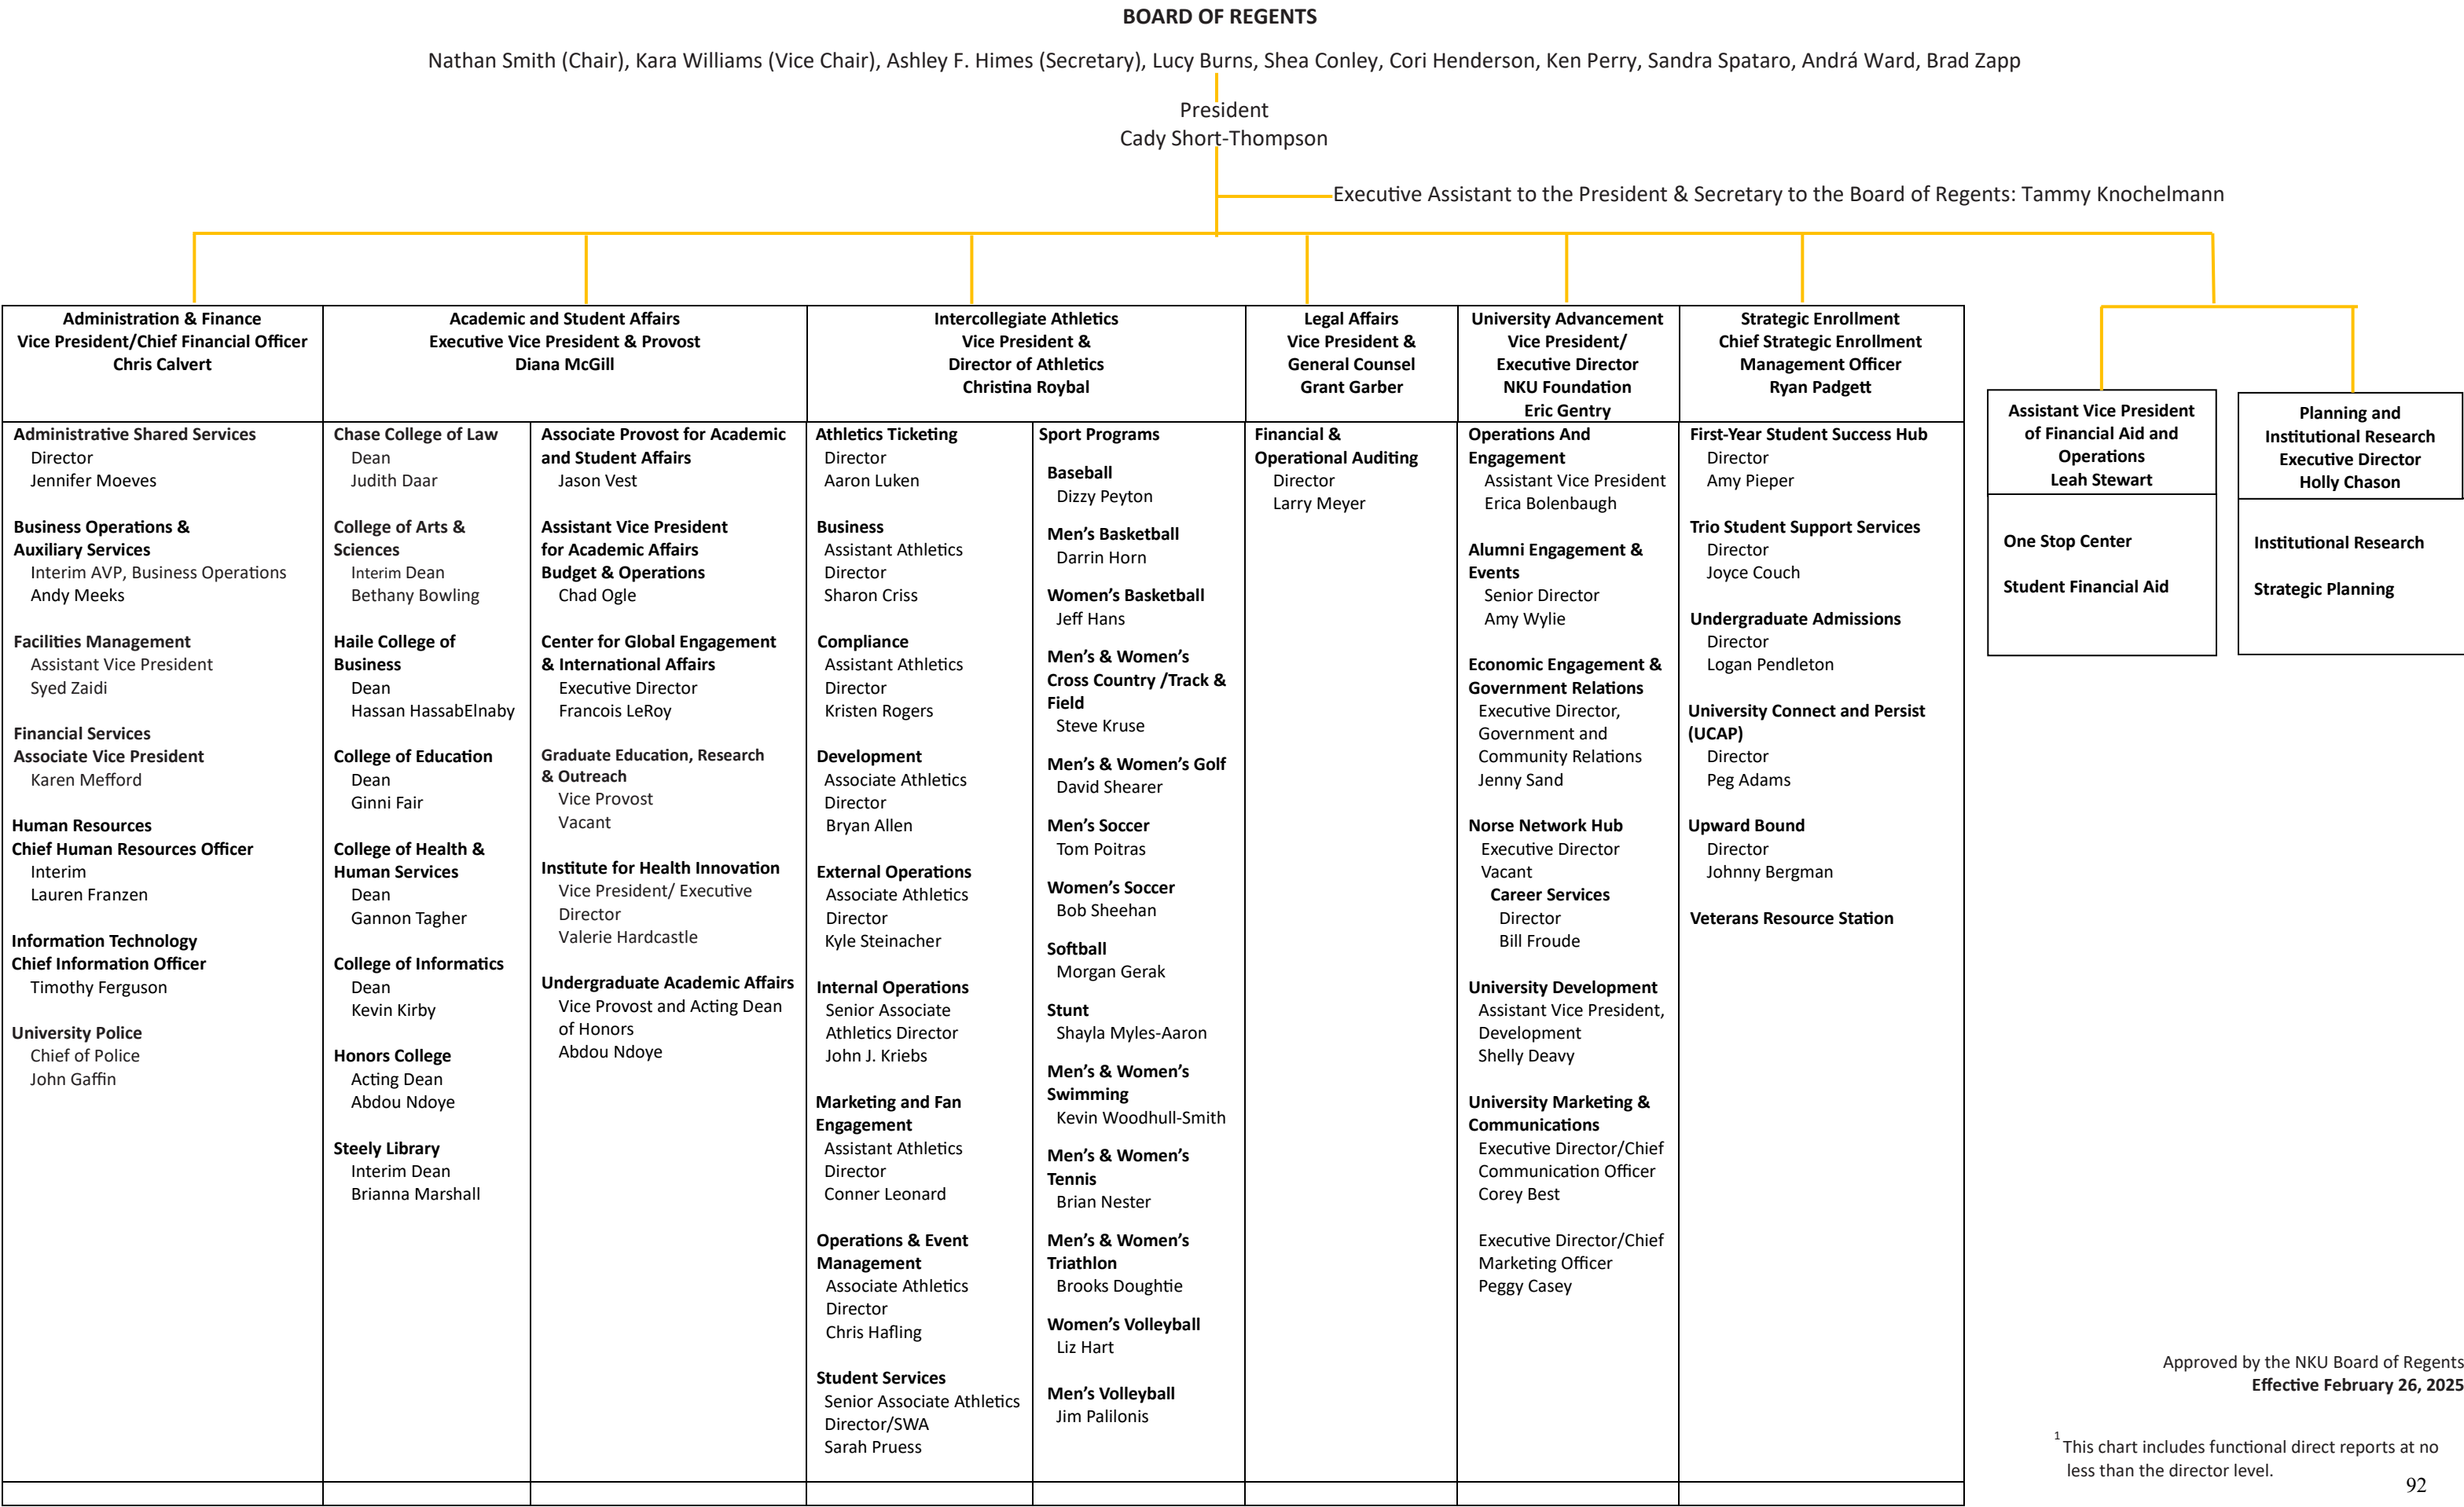 BOARD OF REGENTS
Nathan Smith (Chair), Kara Williams (Vice Chair), Ashley F. Himes (Secretary), Lucy Burns, Shea Conley, Cori Henderson, Ken Perry, Sandra Spataro, Andrá Ward, Brad Zapp
President
Cady Short-Thompson
Executive Assistant to the President & Secretary to the Board of Regents: Tammy Knochelmann
Administration & Finance
Vice President/Chief Financial Officer
Chris Calvert
Academic and Student Affairs
Executive Vice President & Provost
Diana McGill
Intercollegiate Athletics
Vice President &
Director of Athletics
Christina Roybal
Legal Affairs
Vice President &
General Counsel
Grant Garber
University Advancement
Vice President/
Executive Director
NKU Foundation
Eric Gentry
Strategic Enrollment
Chief Strategic Enrollment
Management Officer
Ryan Padgett
Assistant Vice President
of Financial Aid and
Operations
Leah Stewart
Planning and
Institutional Research
Executive Director
Holly Chason
Administrative Shared Services
Director
Jennifer Moeves
Business Operations &
Auxiliary Services
Interim AVP, Business Operations
Andy Meeks
Facilities Management
Assistant Vice President
Syed Zaidi
Financial Services
Associate Vice President
Karen Mefford
Human Resources
Chief Human Resources Officer
Interim
Lauren Franzen
Information Technology
Chief Information Officer
Timothy Ferguson
University Police
Chief of Police
John Gaffin
Chase College of Law
Dean
Judith Daar
College of Arts &
Sciences
Interim Dean
Bethany Bowling
Haile College of
Business
Dean
Hassan HassabElnaby
College of Education
Dean
Ginni Fair
College of Health &
Human Services
Dean
Gannon Tagher
College of Informatics
Dean
Kevin Kirby
Honors College
Acting Dean
Abdou Ndoye
Steely Library
Interim Dean
Brianna Marshall
Associate Provost for Academic
and Student Affairs
Jason Vest
Assistant Vice President
for Academic Affairs
Budget & Operations
Chad Ogle
Center for Global Engagement
& International Affairs
Executive Director
Francois LeRoy
Graduate Education, Research
& Outreach
Vice Provost
Vacant
Institute for Health Innovation
Vice President/ Executive
Director
Valerie Hardcastle
Undergraduate Academic Affairs
Vice Provost and Acting Dean
of Honors
Abdou Ndoye
Athletics Ticketing
Director
Aaron Luken
Business
Assistant Athletics
Director
Sharon Criss
Compliance
Assistant Athletics
Director
Kristen Rogers
Development
Associate Athletics
Director
Bryan Allen
External Operations
Associate Athletics
Director
Kyle Steinacher
Internal Operations
Senior Associate
Athletics Director
John J. Kriebs
Marketing and Fan
Engagement
Assistant Athletics
Director
Conner Leonard
Operations & Event
Management
Associate Athletics
Director
Chris Hafling
Student Services
Senior Associate Athletics
Director/SWA
Sarah Pruess
Sport Programs
Baseball
Dizzy Peyton
Men's Basketball
Darrin Horn
Women's Basketball
Jeff Hans
Men's & Women's
Cross Country /Track &
Field
Steve Kruse
Men's & Women's Golf
David Shearer
Men's Soccer
Tom Poitras
Women's Soccer
Bob Sheehan
Softball
Morgan Gerak
Stunt
Shayla Myles-Aaron
Men's & Women's
Swimming
Kevin Woodhull-Smith
Men's & Women's
Tennis
Brian Nester
Men's & Women's
Triathlon
Brooks Doughtie
Women's Volleyball
Liz Hart
Men's Volleyball
Jim Palilonis
Financial &
Operational Auditing
Director
Larry Meyer
Operations And
Engagement
Assistant Vice President
Erica Bolenbaugh
Alumni Engagement &
Events
Senior Director
Amy Wylie
Economic Engagement &
Government Relations
Executive Director,
Government and
Community Relations
Jenny Sand
Norse Network Hub
Executive Director
Vacant
Career Services
Director
Bill Froude
University Development
Assistant Vice President,
Development
Shelly Deavy
University Marketing &
Communications
Executive Director/Chief
Communication Officer
Corey Best
Executive Director/Chief
Marketing Officer
Peggy Casey
First-Year Student Success Hub
Director
Amy Pieper
Trio Student Support Services
Director
Joyce Couch
Undergraduate Admissions
Director
Logan Pendleton
University Connect and Persist
(UCAP)
Director
Peg Adams
Upward Bound
Director
Johnny Bergman
Veterans Resource Station
One Stop Center
Student Financial Aid
Institutional Research
Strategic Planning
Approved by the NKU Board of Regents
Effective February 26, 2025
1 This chart includes functional direct reports at no
less than the director level.
92